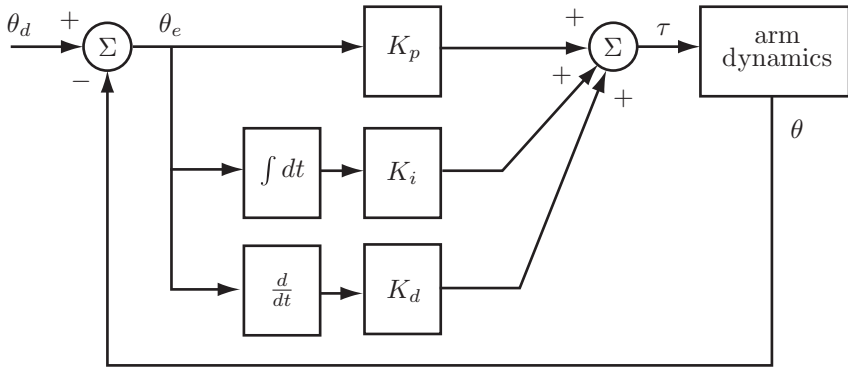 θ_d + Σ θ_e K_p + Σ τ arm dynamics
−
+
+
θ
∫ dt K_i
d/dt K_d